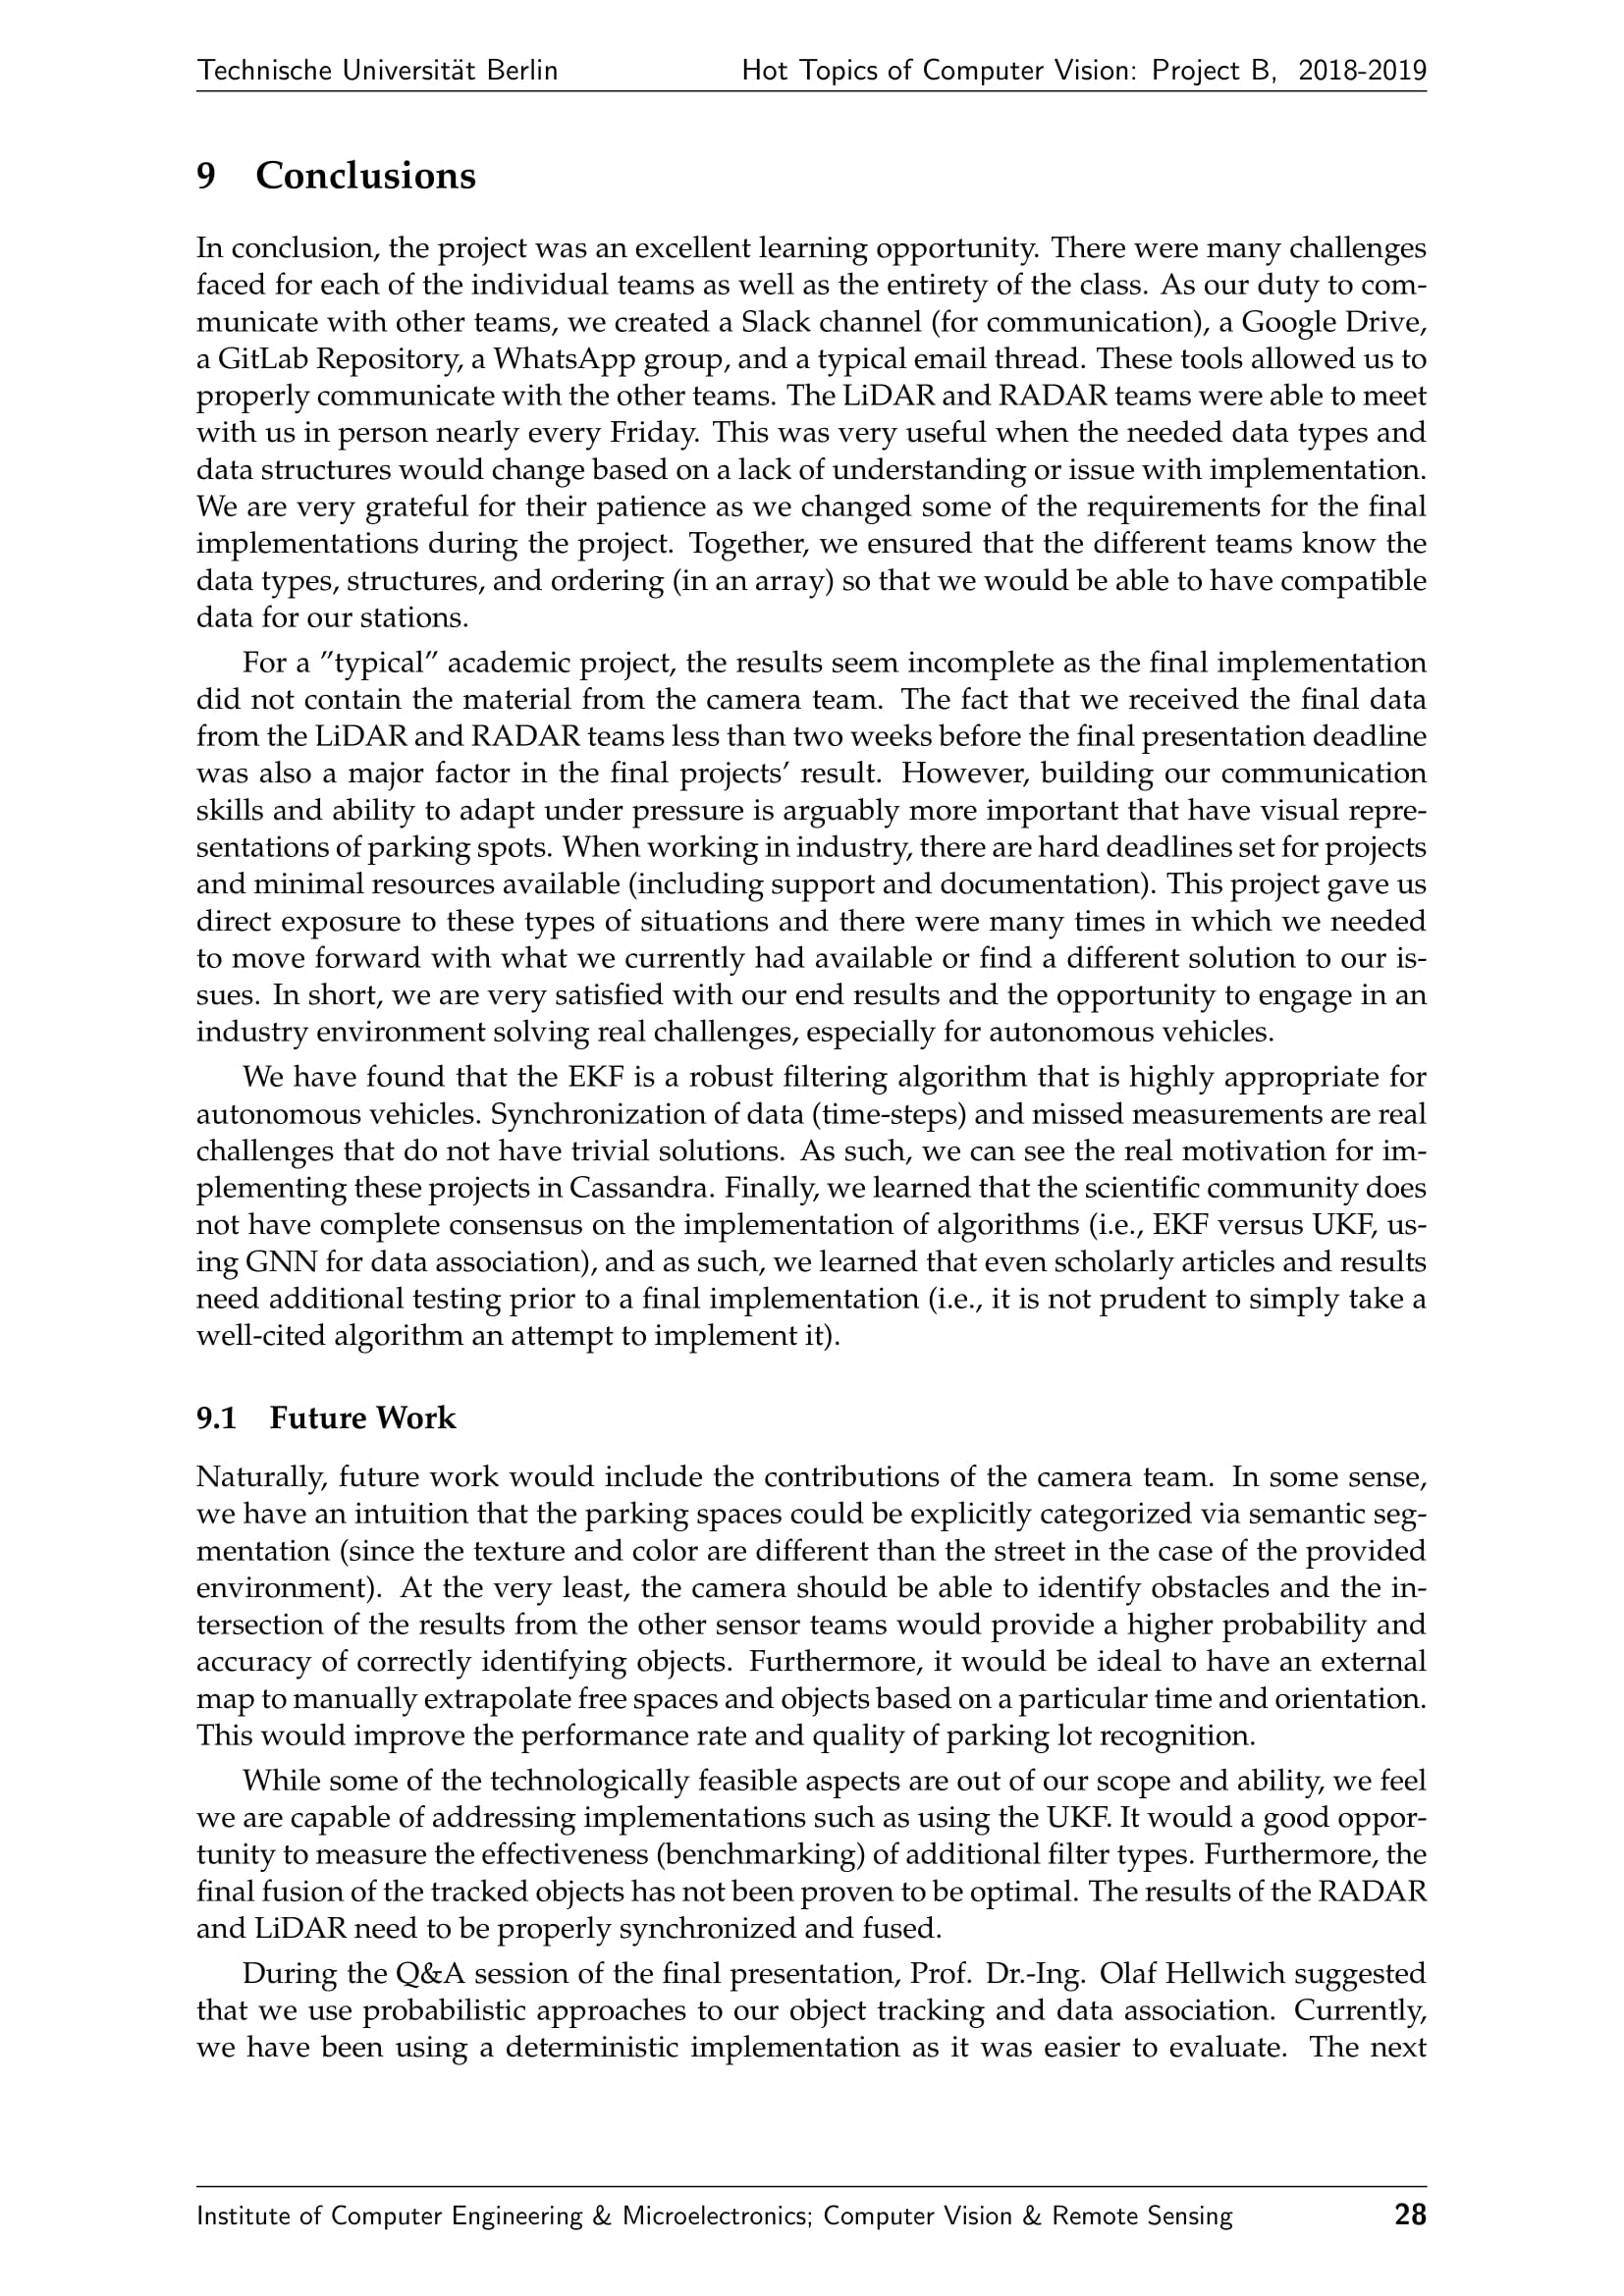 Technische Universität Berlin Hot Topics of Computer Vision: Project B, 2018-2019
9 Conclusions
In conclusion, the project was an excellent learning opportunity. There were many challenges
faced for each of the individual teams as well as the entirety of the class. As our duty to com-
municate with other teams, we created a Slack channel (for communication), a Google Drive,
a GitLab Repository, a WhatsApp group, and a typical email thread. These tools allowed us to
properly communicate with the other teams. The LiDAR and RADAR teams were able to meet
with us in person nearly every Friday. This was very useful when the needed data types and
data structures would change based on a lack of understanding or issue with implementation.
We are very grateful for their patience as we changed some of the requirements for the final
implementations during the project. Together, we ensured that the different teams know the
data types, structures, and ordering (in an array) so that we would be able to have compatible
data for our stations.
For a ”typical” academic project, the results seem incomplete as the final implementation
did not contain the material from the camera team. The fact that we received the final data
from the LiDAR and RADAR teams less than two weeks before the final presentation deadline
was also a major factor in the final projects’ result. However, building our communication
skills and ability to adapt under pressure is arguably more important that have visual repre-
sentations of parking spots. When working in industry, there are hard deadlines set for projects
and minimal resources available (including support and documentation). This project gave us
direct exposure to these types of situations and there were many times in which we needed
to move forward with what we currently had available or find a different solution to our is-
sues. In short, we are very satisfied with our end results and the opportunity to engage in an
industry environment solving real challenges, especially for autonomous vehicles.
We have found that the EKF is a robust filtering algorithm that is highly appropriate for
autonomous vehicles. Synchronization of data (time-steps) and missed measurements are real
challenges that do not have trivial solutions. As such, we can see the real motivation for im-
plementing these projects in Cassandra. Finally, we learned that the scientific community does
not have complete consensus on the implementation of algorithms (i.e., EKF versus UKF, us-
ing GNN for data association), and as such, we learned that even scholarly articles and results
need additional testing prior to a final implementation (i.e., it is not prudent to simply take a
well-cited algorithm an attempt to implement it).
9.1 Future Work
Naturally, future work would include the contributions of the camera team. In some sense,
we have an intuition that the parking spaces could be explicitly categorized via semantic seg-
mentation (since the texture and color are different than the street in the case of the provided
environment). At the very least, the camera should be able to identify obstacles and the in-
tersection of the results from the other sensor teams would provide a higher probability and
accuracy of correctly identifying objects. Furthermore, it would be ideal to have an external
map to manually extrapolate free spaces and objects based on a particular time and orientation.
This would improve the performance rate and quality of parking lot recognition.
While some of the technologically feasible aspects are out of our scope and ability, we feel
we are capable of addressing implementations such as using the UKF. It would a good oppor-
tunity to measure the effectiveness (benchmarking) of additional filter types. Furthermore, the
final fusion of the tracked objects has not been proven to be optimal. The results of the RADAR
and LiDAR need to be properly synchronized and fused.
During the Q&A session of the final presentation, Prof. Dr.-Ing. Olaf Hellwich suggested
that we use probabilistic approaches to our object tracking and data association. Currently,
we have been using a deterministic implementation as it was easier to evaluate. The next
Institute of Computer Engineering & Microelectronics; Computer Vision & Remote Sensing 28